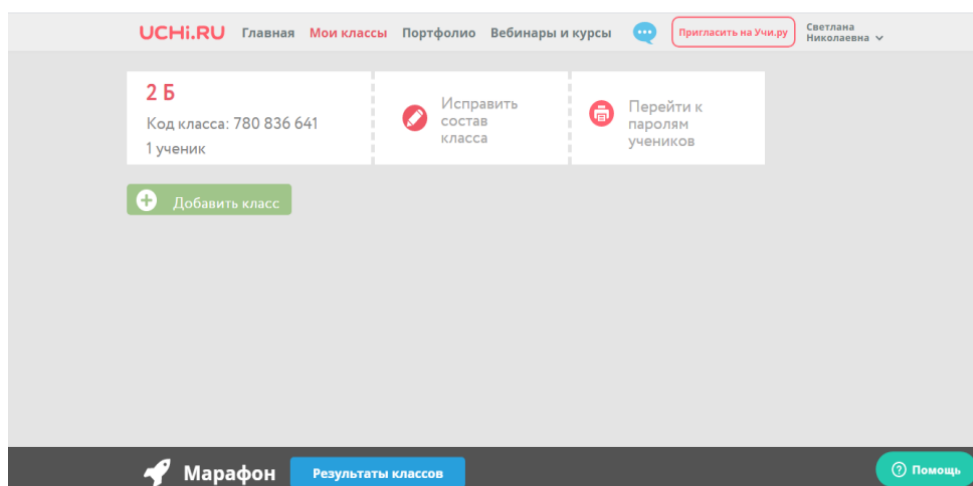 UCHi.RU Главная Мои классы Портфолио Вебинары и курсы Пригласить на Учи.ру Светлана
Николаевна
2 Б
Код класса: 780 836 641
1 ученик
Исправить
состав
класса
Перейти к
паролям
учеников
Добавить класс
Марафон Результаты классов Помощь